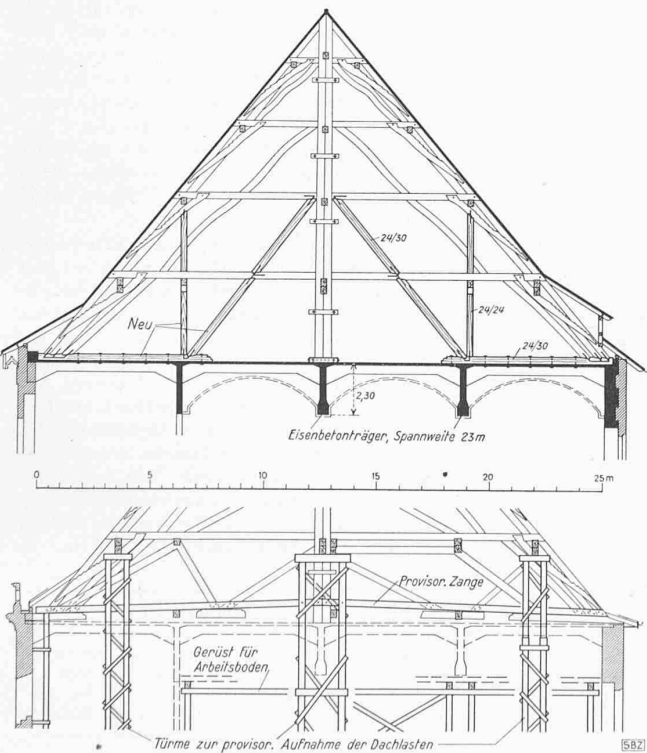 24/30
Neu
24/24
24/30
2,30
Eisenbetonträger, Spannweite 23m
0 5 10 15 20 25 m
Provisor. Zange
Gerüst für
Arbeitsboden
Türme zur provisor. Aufnahme der Dachlasten
SBZ